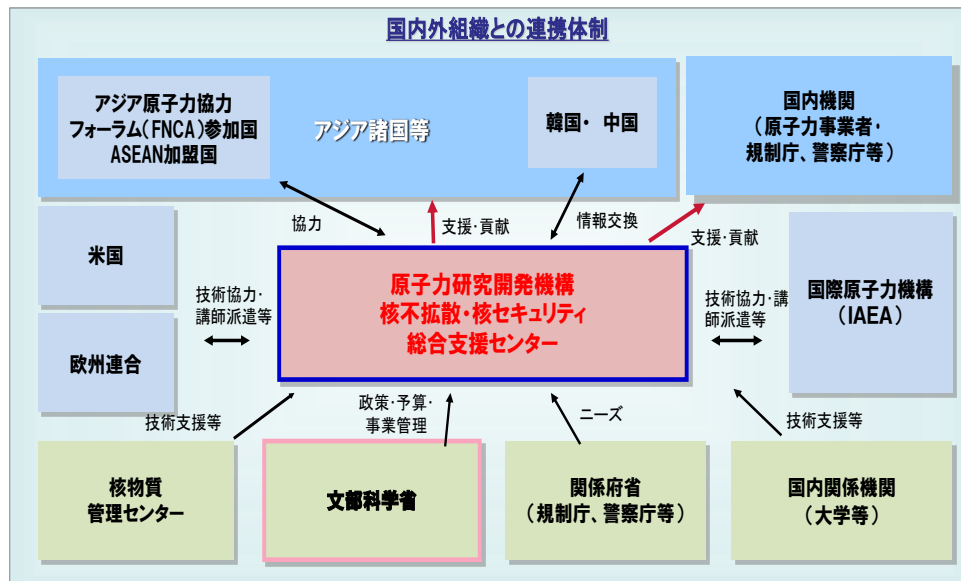 国内外組織との連携体制
アジア原子力協力
フォーラム(FNCA)参加国
ASEAN加盟国
アジア諸国等
韓国・ 中国
国内機関
(原子力事業者・
規制庁、警察庁等)
協力
支援・貢献
情報交換
支援・貢献
米国
欧州連合
技術協力・
講師派遣等
原子力研究開発機構
核不拡散・核セキュリティ
総合支援センター
技術協力・講
師派遣等
国際原子力機構
(IAEA)
技術支援等
政策・予算・
事業管理
ニーズ
技術支援等
核物質
管理センター
文部科学省
関係府省
(規制庁、警察庁等)
国内関係機関
(大学等)